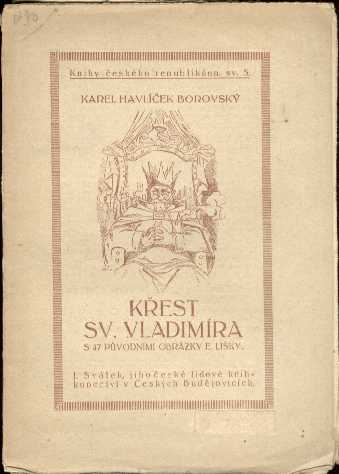 Knihy českého republikána, sv. 5.
KAREL HAVLÍČEK BOROVSKÝ
KŘEST
SV. VLADIMÍRA
S 47 PŮVODNÍMI OBRÁZKY E. LIŠKY.
J. Svátek, jihočeské lidové knih-
kupectví v Českých Budějovicích.